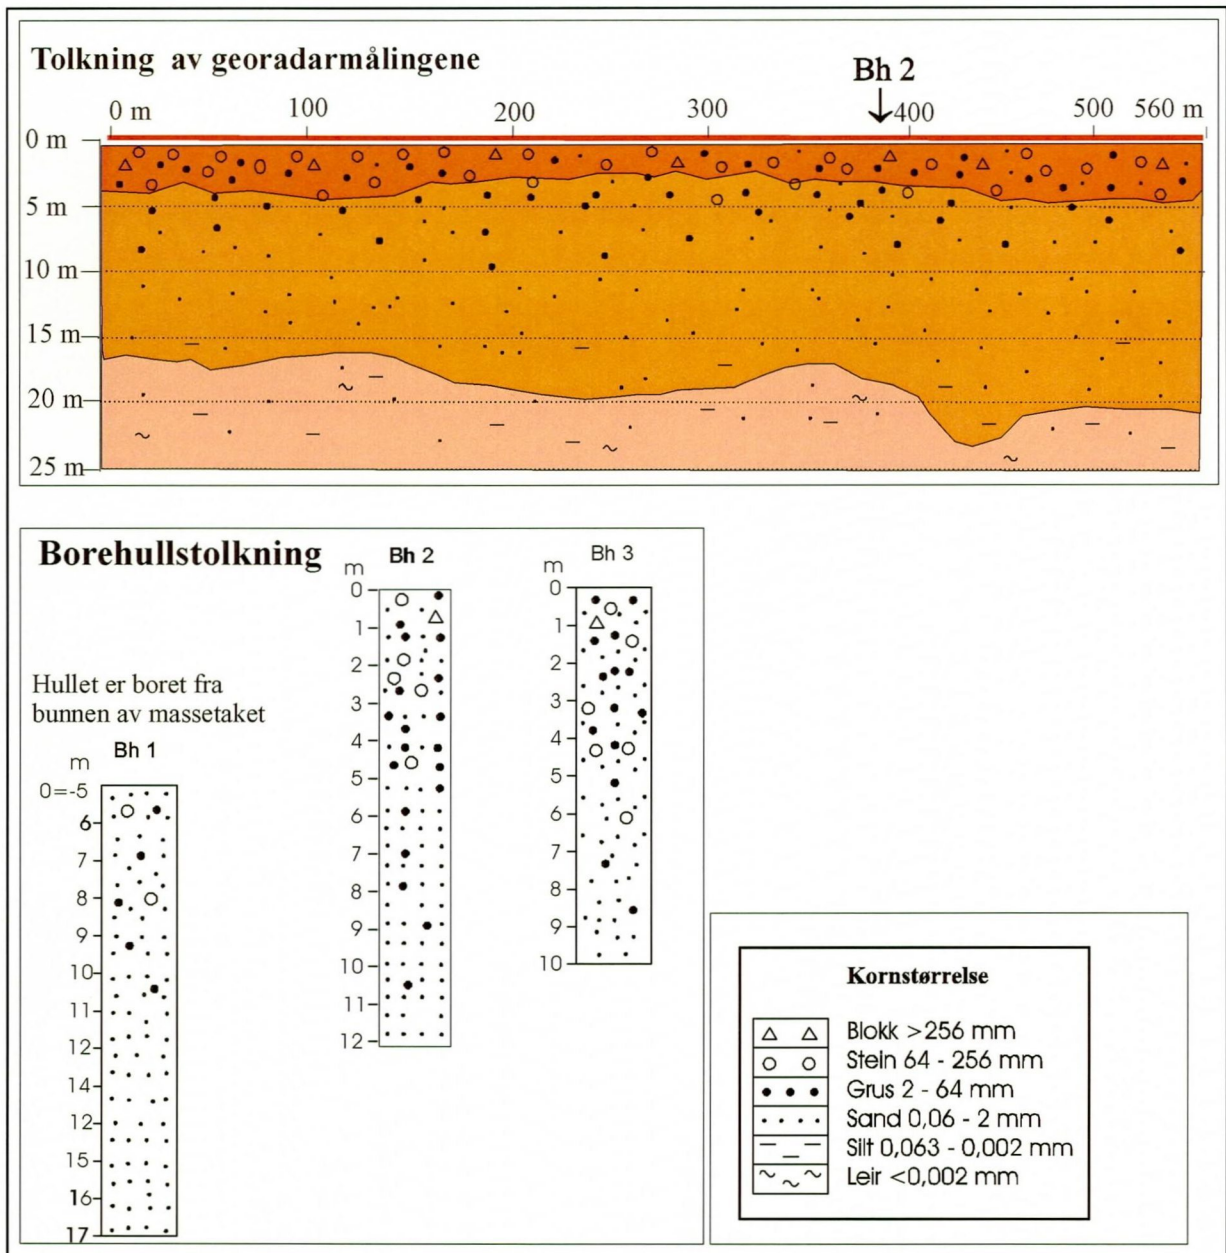 Tolkning av georadarmålingene
Bh 2
0 m 100 200 300 400 500 560 m
0 m
5 m
10 m
15 m
20 m
25 m
Borehullstolkning
Hullet er boret fra
bunnen av massetaket
Bh 1
m
0=-5
6
7
8
9
10
11
12
14
12
15
16
17
Bh 2
m
0
1
2
3
4
5
6
7
8
9
10
11
12
Bh 3
m
0
1
2
3
4
5
6
7
8
9
10
Kornstørrelse
Blokk >256 mm
Stein 64 - 256 mm
Grus 2 - 64 mm
Sand 0,06 - 2 mm
Silt 0,063 - 0,002 mm
Leir <0,002 mm